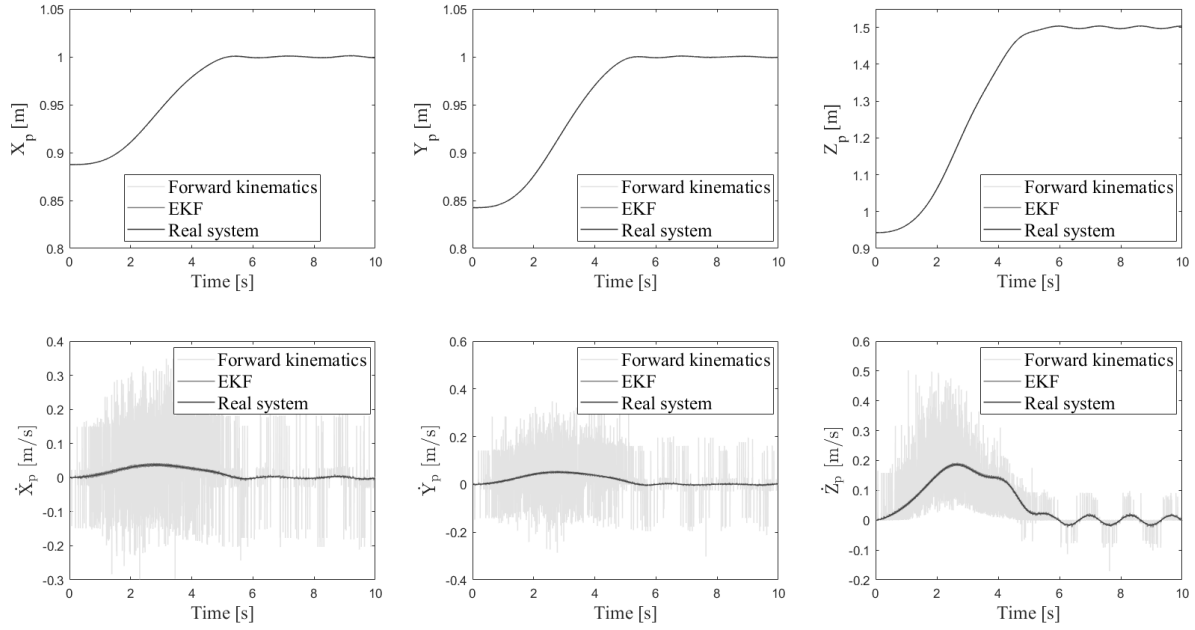 1.05
1
0.95
0.9
0.85
0.8
X_p [m]
Forward kinematics
EKF
Real system
0 2 4 6 8 10
Time [s]
1.05
1
0.95
0.9
0.85
0.8
Y_p [m]
Forward kinematics
EKF
Real system
0 2 4 6 8 10
Time [s]
1.5
1.4
1.3
1.2
1.1
1
0.9
Z_p [m]
Forward kinematics
EKF
Real system
0 2 4 6 8 10
Time [s]
0.4
0.3
0.2
0.1
0
-0.1
-0.2
-0.3
Ẋ_p [m/s]
Forward kinematics
EKF
Real system
0 2 4 6 8 10
Time [s]
0.6
0.4
0.2
0
-0.2
-0.4
Ẏ_p [m/s]
Forward kinematics
EKF
Real system
0 2 4 6 8 10
Time [s]
0.6
0.5
0.4
0.3
0.2
0.1
0
-0.1
-0.2
Ż_p [m/s]
Forward kinematics
EKF
Real system
0 2 4 6 8 10
Time [s]